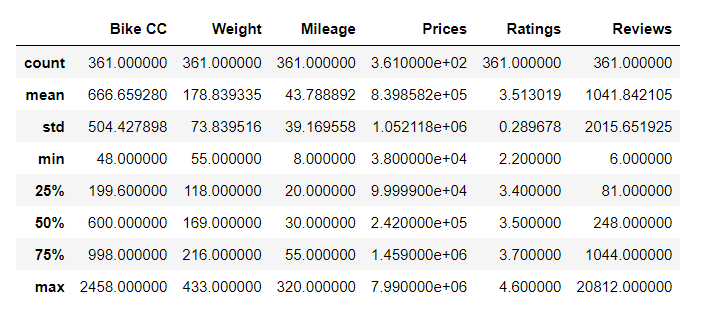 Bike CC Weight Mileage Prices Ratings Reviews
count 361.000000 361.000000 361.000000 3.610000e+02 361.000000 361.000000
mean 666.659280 178.839335 43.788892 8.398582e+05 3.513019 1041.842105
std 504.427898 73.839516 39.169558 1.052118e+06 0.289678 2015.651925
min 48.000000 55.000000 8.000000 3.800000e+04 2.200000 6.000000
25% 199.600000 118.000000 20.000000 9.999900e+04 3.400000 81.000000
50% 600.000000 169.000000 30.000000 2.420000e+05 3.500000 248.000000
75% 998.000000 216.000000 55.000000 1.459000e+06 3.700000 1044.000000
max 2458.000000 433.000000 320.000000 7.990000e+06 4.600000 20812.000000